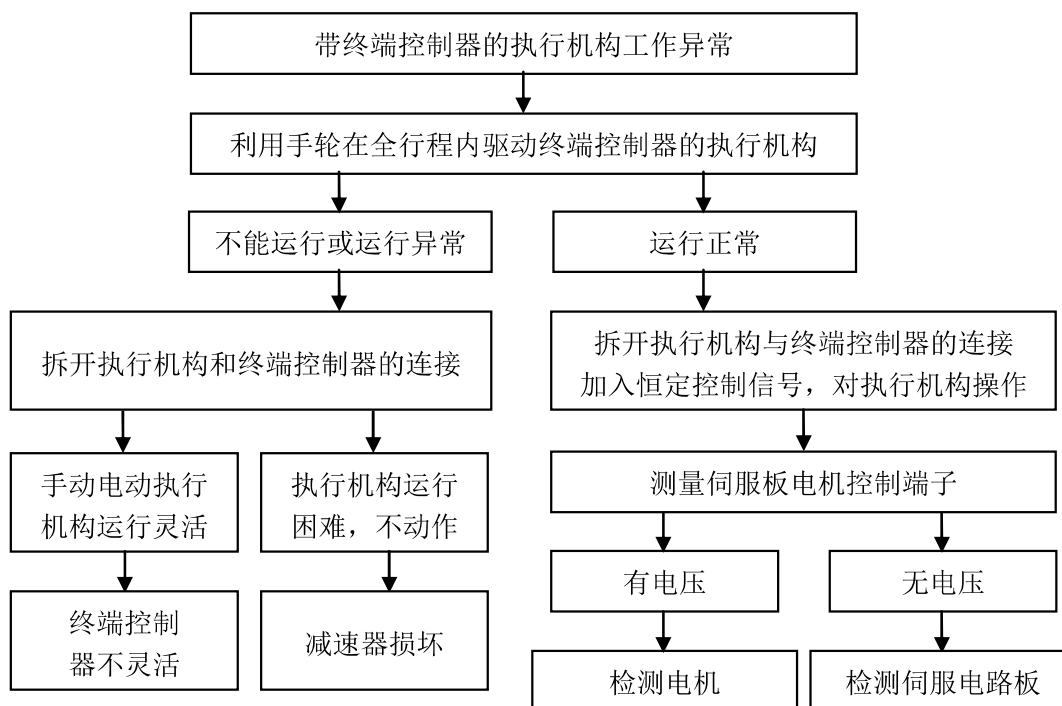 带终端控制器的执行机构工作异常
利用手轮在全行程内驱动终端控制器的执行机构
不能运行或运行异常
运行正常
拆开执行机构和终端控制器的连接
拆开执行机构与终端控制器的连接
加入恒定控制信号，对执行机构操作
手动电动执行
机构运行灵活
执行机构运行
困难，不动作
测量伺服板电机控制端子
有电压
无电压
终端控制
器不灵活
减速器损坏
检测电机
检测伺服电路板